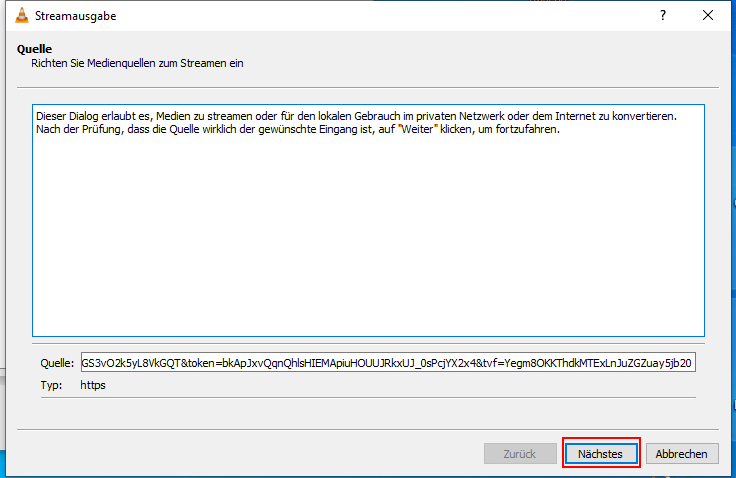 Streamausgabe
?
Quelle
Richten Sie Medienquellen zum Streamen ein
Dieser Dialog erlaubt es, Medien zu streamen oder für den lokalen Gebrauch im privaten Netzwerk oder dem Internet zu konvertieren.
Nach der Prüfung, dass die Quelle wirklich der gewünschte Eingang ist, auf "Weiter" klicken, um fortzufahren.
Quelle: GS3vO2k5yL8VkGQT&token=bkApJxvQqnQhlsHIEMApiuHOUUJRkxUJ_0sPcjYX2x4&tvf=Yegm8OKKThdkMTExLnJuZGZuay5jb20
Typ: https
Zurück Nächstes Abbrechen